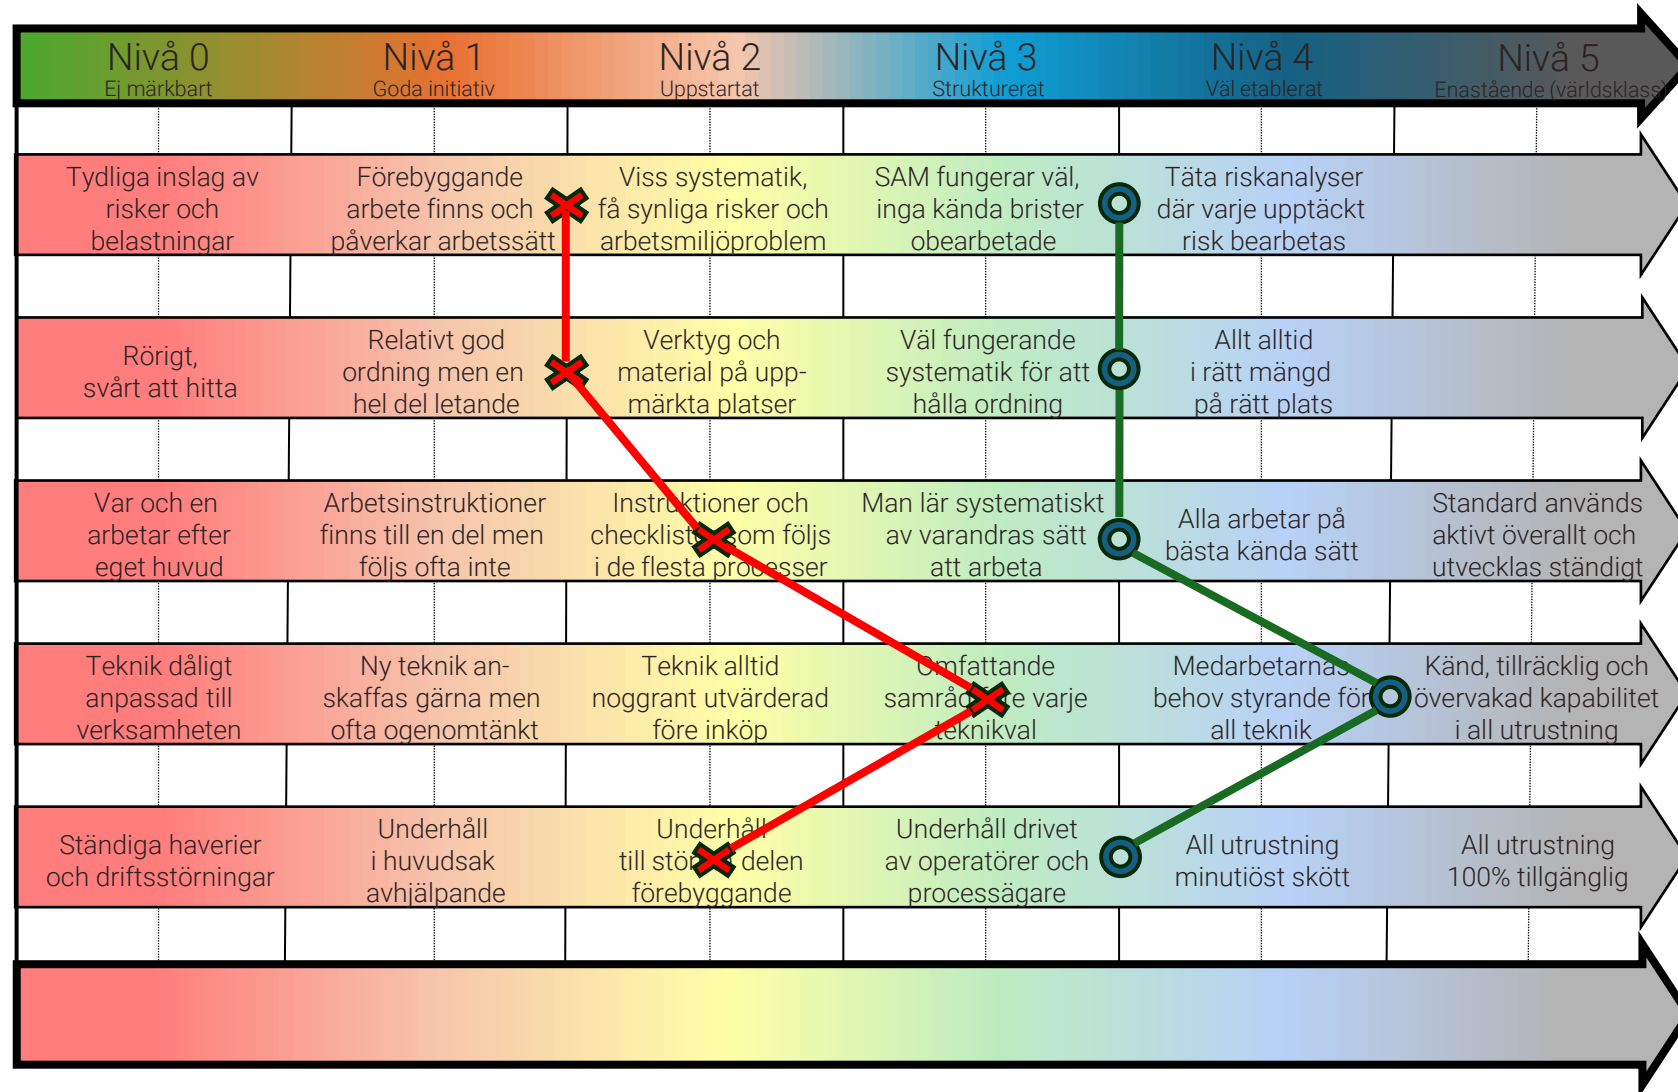 Nivå 0
Ej märkbart
Nivå 1
Goda initiativ
Nivå 2
Uppstartat
Nivå 3
Strukturerat
Nivå 4
Väl etablerat
Nivå 5
Enastående (världsklass)
Tydliga inslag av
risker och
belastningar
Förebyggande
arbete finns och
påverkar arbetssätt
Viss systematik,
få synliga risker och
arbetsmiljöproblem
SAM fungerar väl,
inga kända brister
obearbetade
Täta riskanalyser
där varje upptäckt
risk bearbetas
Rörigt,
svårt att hitta
Relativt god
ordning men en
hel del letande
Verktyg och
material på upp-
märkta platser
Väl fungerande
systematik för att
hålla ordning
Allt alltid
i rätt mängd
på rätt plats
Var och en
arbetar efter
eget huvud
Arbetsinstruktioner
finns till en del men
följs ofta inte
Instruktioner och
checklistor som följs
i de flesta processer
Man lär systematiskt
av varandras sätt
att arbeta
Alla arbetar på
bästa kända sätt
Standard används
aktivt överallt och
utvecklas ständigt
Teknik dåligt
anpassad till
verksamheten
Ny teknik an-
skaffas gärna men
ofta ogenomtänkt
Teknik alltid
noggrant utvärderad
före inköp
Omfattande
samråd före varje
teknikval
Medarbetarnas
behov styrande för
all teknik
Känd, tillräcklig och
övervakad kapabilitet
i all utrustning
Ständiga haverier
och driftsstörningar
Underhåll
i huvudsak
avhjälpande
Underhåll
till största delen
förebyggande
Underhåll drivet
av operatörer och
processägare
All utrustning
minutiöst skött
All utrustning
100% tillgänglig